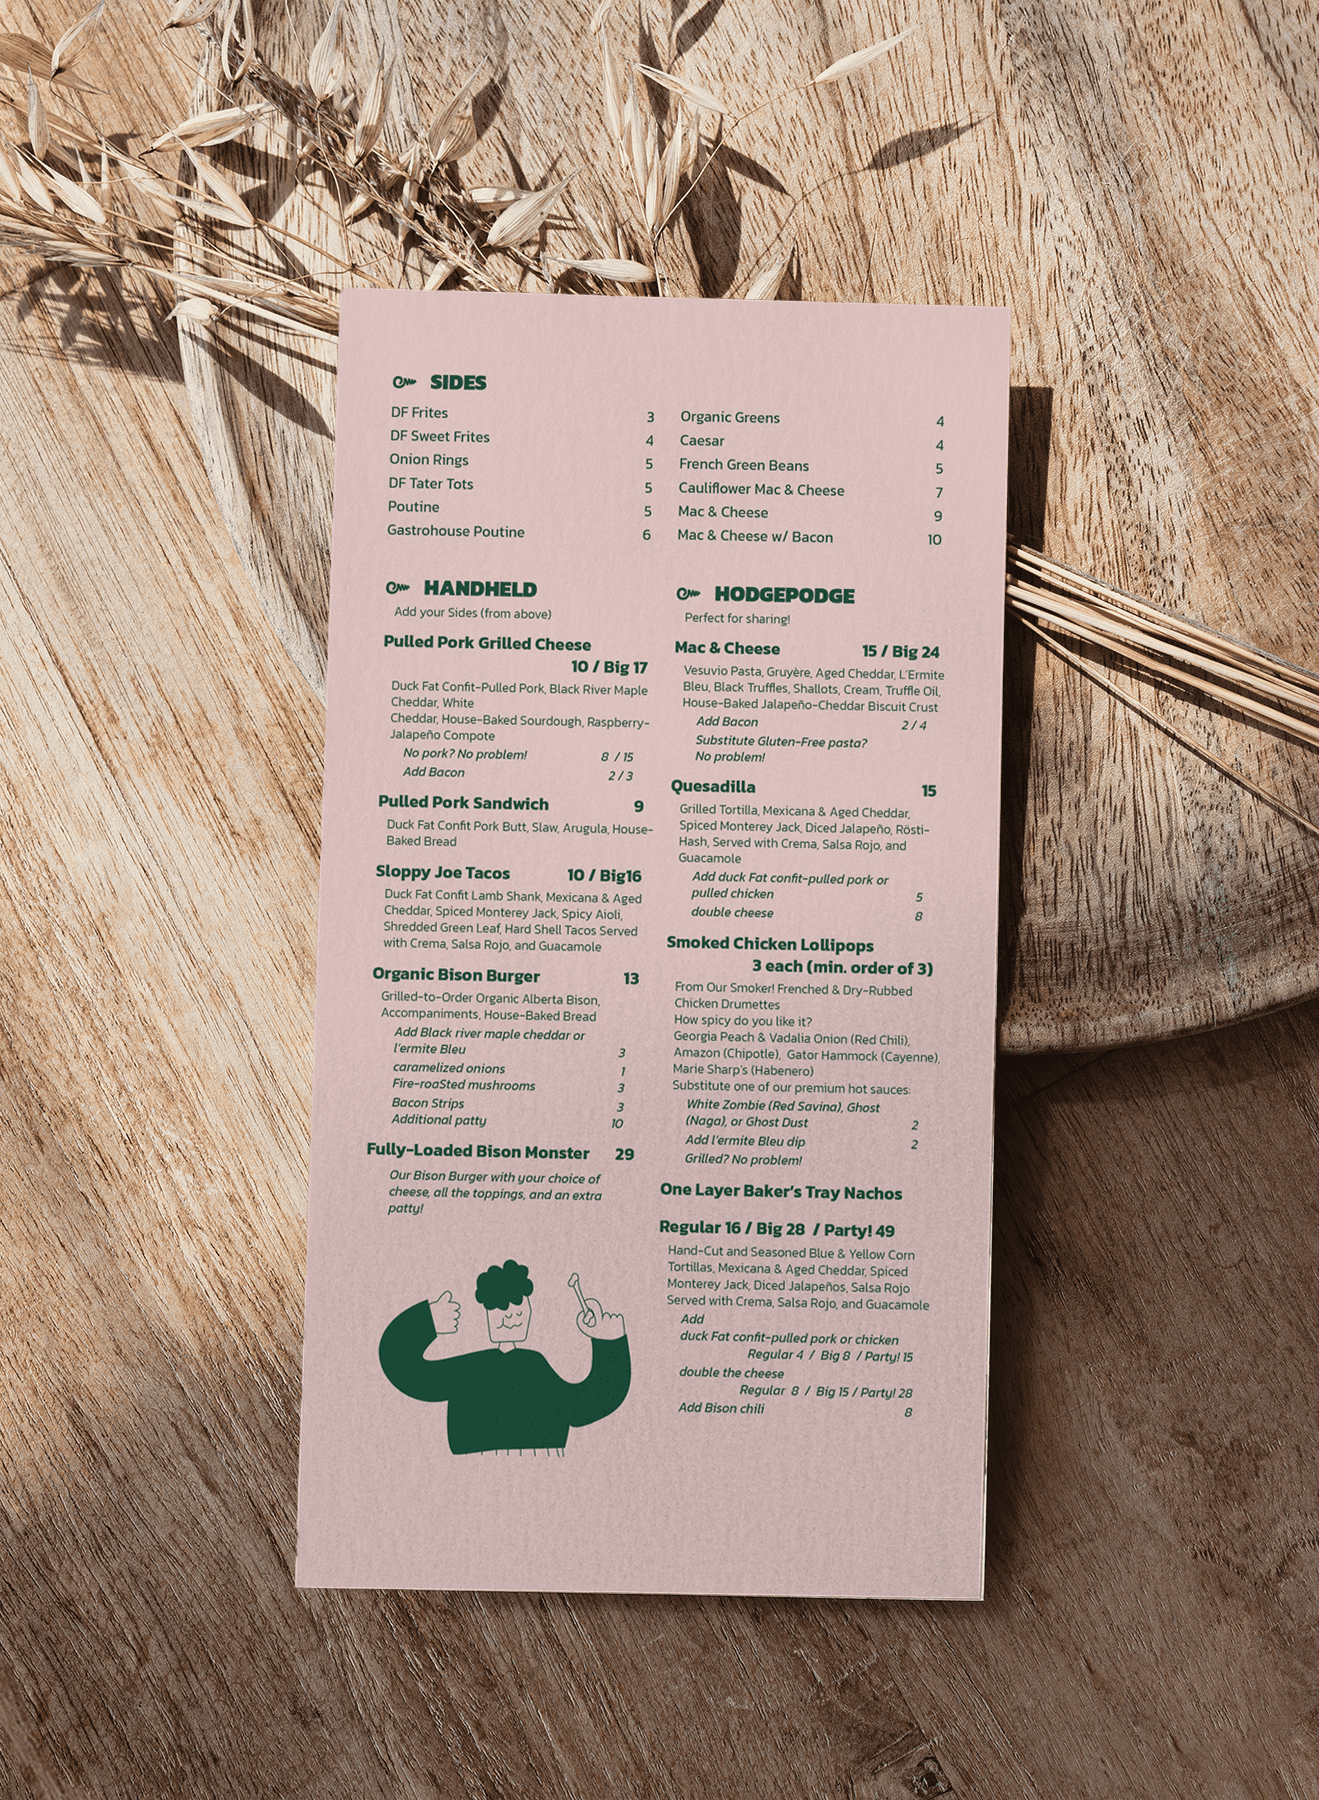 SIDES
DF Frites 3
DF Sweet Frites 4
Onion Rings 5
DF Tater Tots 5
Poutine 5
Gastrohouse Poutine 6
Organic Greens 4
Caesar 4
French Green Beans 5
Cauliflower Mac & Cheese 7
Mac & Cheese 9
Mac & Cheese w/ Bacon 10
HANDHELD
Add your Sides (from above)
Pulled Pork Grilled Cheese
10 / Big 17
Duck Fat Confit-Pulled Pork, Black River Maple
Cheddar, White
Cheddar, House-Baked Sourdough, Raspberry-
Jalapeño Compote
No pork? No problem! 8 / 15
Add Bacon 2 / 3
Pulled Pork Sandwich 9
Duck Fat Confit Pork Butt, Slaw, Arugula, House-
Baked Bread
Sloppy Joe Tacos 10 / Big16
Duck Fat Confit Lamb Shank, Mexicana & Aged
Cheddar, Spiced Monterey Jack, Spicy Aioli,
Shredded Green Leaf, Hard Shell Tacos Served
with Crema, Salsa Rojo, and Guacamole
Organic Bison Burger 13
Grilled-to-Order Organic Alberta Bison,
Accompaniments, House-Baked Bread
Add Black river maple cheddar or
l'ermite Bleu 3
caramelized onions 1
Fire-roaSted mushrooms 3
Bacon Strips 3
Additional patty 10
Fully-Loaded Bison Monster 29
Our Bison Burger with your choice of
cheese, all the toppings, and an extra
patty!
HODGEPODGE
Perfect for sharing!
Mac & Cheese 15 / Big 24
Vesuvio Pasta, Gruyère, Aged Cheddar, L'Ermite
Bleu, Black Truffles, Shallots, Cream, Truffle Oil,
House-Baked Jalapeño-Cheddar Biscuit Crust
Add Bacon 2 / 4
Substitute Gluten-Free pasta?
No problem!
Quesadilla 15
Grilled Tortilla, Mexicana & Aged Cheddar,
Spiced Monterey Jack, Diced Jalapeño, Rösti-
Hash, Served with Crema, Salsa Rojo, and
Guacamole
Add duck Fat confit-pulled pork or
pulled chicken 5
double cheese 8
Smoked Chicken Lollipops
3 each (min. order of 3)
From Our Smoker! Frenched & Dry-Rubbed
Chicken Drumettes
How spicy do you like it?
Georgia Peach & Vadalia Onion (Red Chili),
Amazon (Chipotle), Gator Hammock (Cayenne),
Marie Sharp's (Habenero)
Substitute one of our premium hot sauces:
White Zombie (Red Savina), Ghost
(Naga), or Ghost Dust 2
Add l'ermite Bleu dip 2
Grilled? No problem!
One Layer Baker's Tray Nachos
Regular 16 / Big 28 / Party! 49
Hand-Cut and Seasoned Blue & Yellow Corn
Tortillas, Mexicana & Aged Cheddar, Spiced
Monterey Jack, Diced Jalapeños, Salsa Rojo
Served with Crema, Salsa Rojo, and Guacamole
Add
duck Fat confit-pulled pork or chicken
Regular 4 / Big 8 / Party! 15
double the cheese
Regular 8 / Big 15 / Party! 28
Add Bison chili 8